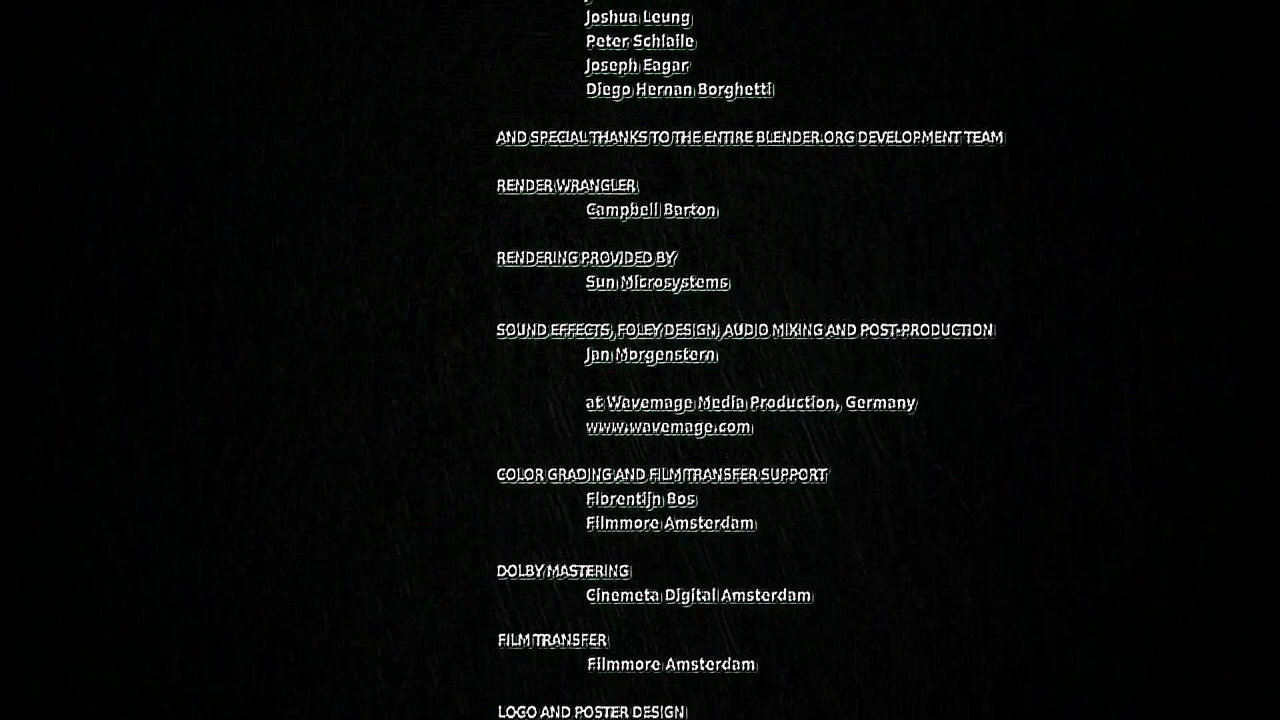 Joshua Leung
Peter Schlaile
Joseph Eagar
Diego Hernan Borghetti
AND SPECIAL THANKS TO THE ENTIRE BLENDER.ORG DEVELOPMENT TEAM
RENDER WRANGLER
Campbell Barton
RENDERING PROVIDED BY
Sun Microsystems
SOUND EFFECTS, FOLEY DESIGN, AUDIO MIXING AND POST-PRODUCTION
Jan Morgenstern
at Wavemage Media Production, Germany
www.wavemage.com
COLOR GRADING AND FILM TRANSFER SUPPORT
Florentijn Bos
Filmmore Amsterdam
DOLBY MASTERING
Cinemeta Digital Amsterdam
FILM TRANSFER
Filmmore Amsterdam
LOGO AND POSTER DESIGN